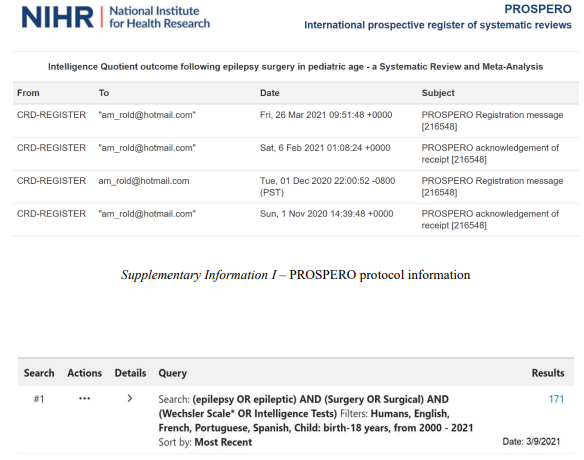 NIHR | National Institute for Health Research
PROSPERO
International prospective register of systematic reviews
Intelligence Quotient outcome following epilepsy surgery in pediatric age - a Systematic Review and Meta-Analysis
From To Date Subject
CRD-REGISTER "am_rold@hotmail.com" Fri, 26 Mar 2021 09:51:48 +0000 PROSPERO Registration message
[216548]
CRD-REGISTER "am_rold@hotmail.com" Sat, 6 Feb 2021 01:08:24 +0000 PROSPERO acknowledgement of
receipt [216548]
CRD-REGISTER am_rold@hotmail.com Tue, 01 Dec 2020 22:00:52 -0800 PROSPERO Registration message
(PST) [216548]
CRD-REGISTER "am_rold@hotmail.com" Sun, 1 Nov 2020 14:39:48 +0000 PROSPERO acknowledgement of
receipt [216548]
Supplementary Information I – PROSPERO protocol information
Search Actions Details Query Results
#1 ••• > Search: (epilepsy OR epileptic) AND (Surgery OR Surgical) AND 171
(Wechsler Scale* OR Intelligence Tests) Filters: Humans, English,
French, Portuguese, Spanish, Child: birth-18 years, from 2000 - 2021
Sort by: Most Recent Date: 3/9/2021